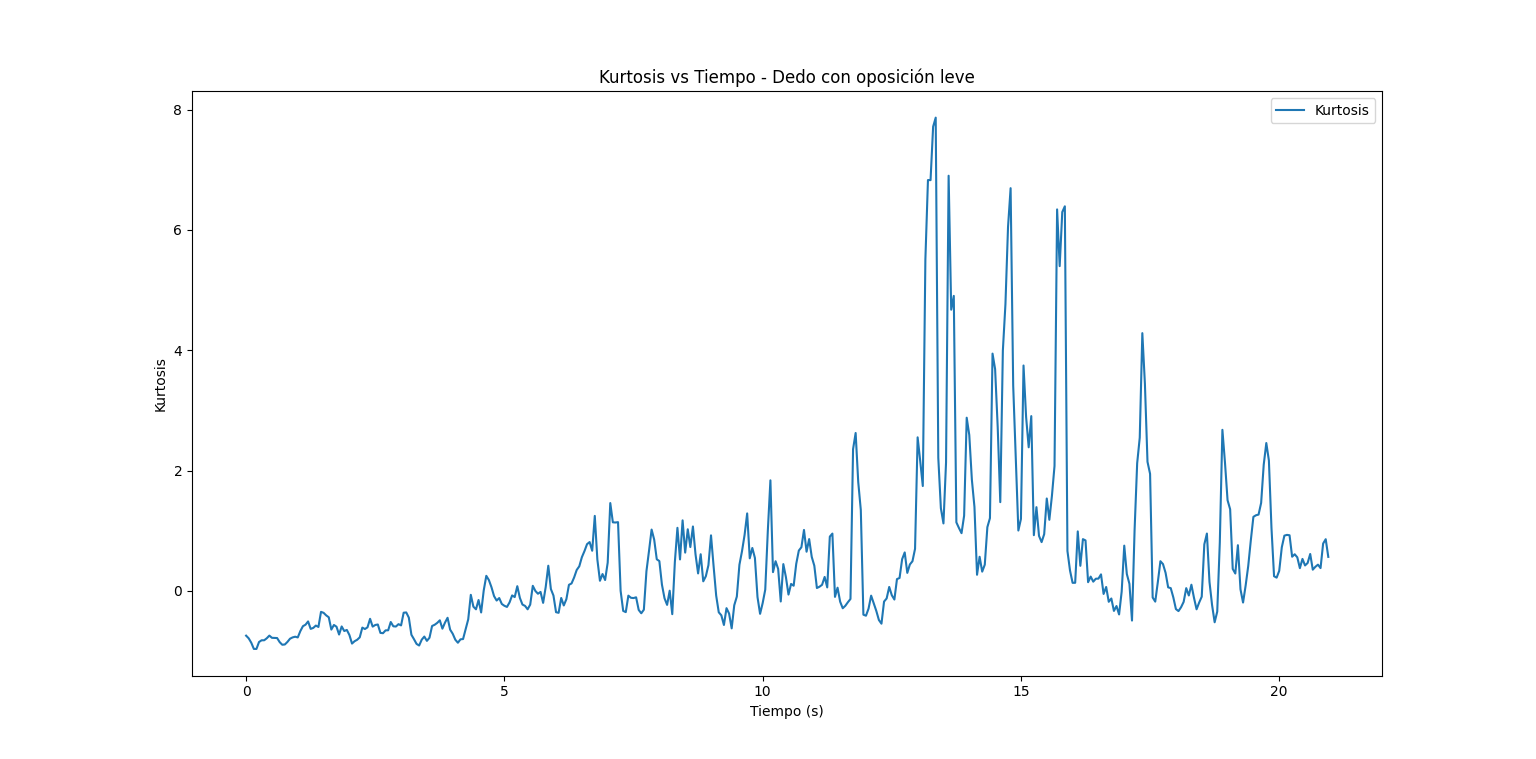 Kurtosis vs Tiempo - Dedo con oposición leve
Kurtosis
8
6
4
2
0
Kurtosis
0
5
10
15
20
Tiempo (s)